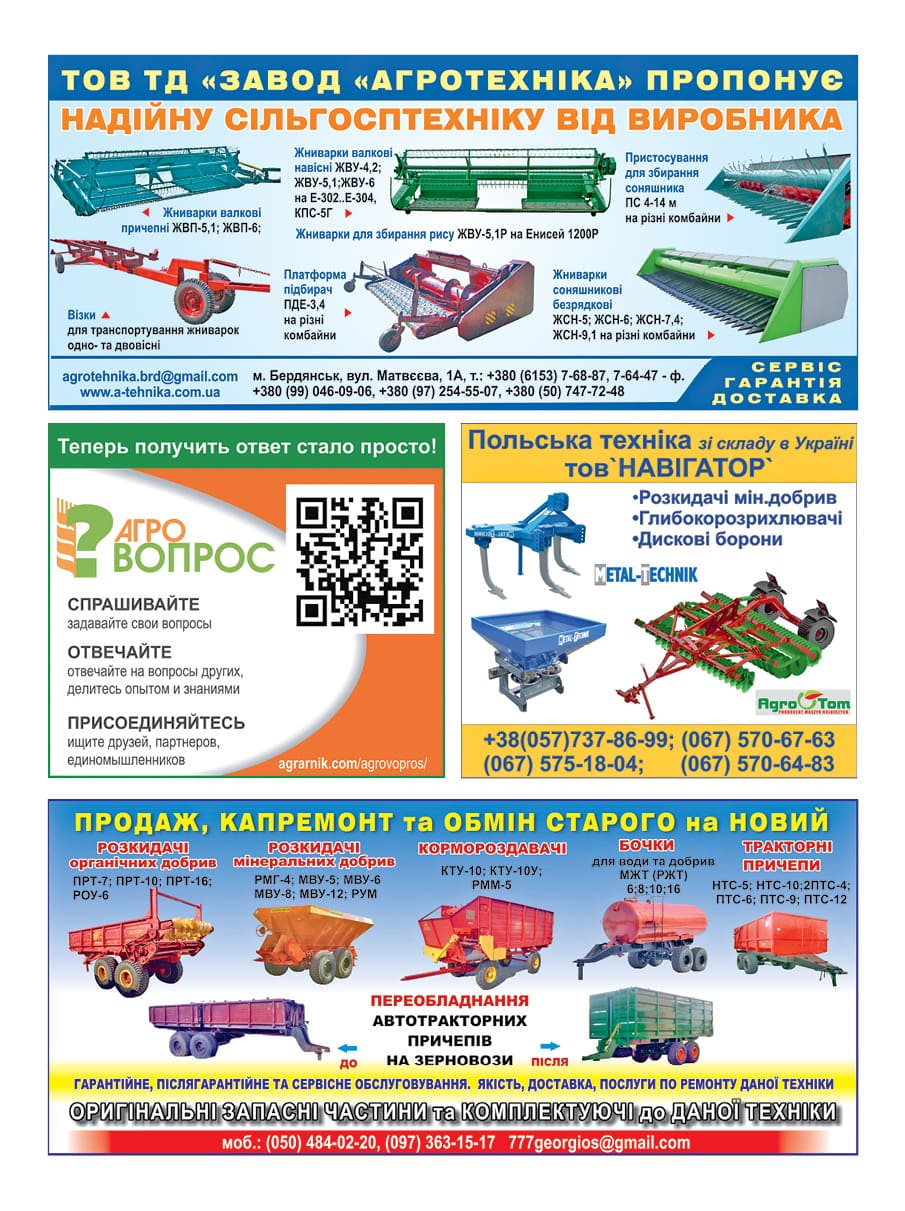 ТОВ ТД «ЗАВОД «АГРОТЕХНІКА» ПРОПОНУЄ
НАДІЙНУ СІЛЬГОСПТЕХНІКУ ВІД ВИРОБНИКА
Жниварки валкові
причепні ЖВП-5,1; ЖВП-6;
Жниварки валкові
навісні ЖВУ-4,2;
ЖВУ-5,1;ЖВУ-6
на Е-302..Е-304,
КПС-5Г
Жниварки для збирання рису ЖВУ-5,1Р на Енисей 1200Р
Пристосування
для збирання
соняшника
ПС 4-14 м
на різні комбайни
Візки
для транспортування жниварок
одно- та двовісні
Платформа
підбирач
ПДЕ-3,4
на різні
комбайни
Жниварки
соняшникові
безрядкові
ЖСН-5; ЖСН-6; ЖСН-7,4;
ЖСН-9,1 на різні комбайни
agrotehnika.brd@gmail.com
www.a-tehnika.com.ua
м. Бердянськ, вул. Матвєєва, 1А, т.: +380 (6153) 7-68-87, 7-64-47 - ф.
+380 (99) 046-09-06, +380 (97) 254-55-07, +380 (50) 747-72-48
СЕРВІС
ГАРАНТІЯ
ДОСТАВКА
Теперь получить ответ стало просто!
АГРО
ВОПРОС
СПРАШИВАЙТЕ
задавайте свои вопросы
ОТВЕЧАЙТЕ
отвечайте на вопросы других,
делитесь опытом и знаниями
ПРИСОЕДИНЯЙТЕСЬ
ищите друзей, партнеров,
единомышленников
agrarnik.com/agrovopros/
Польська техніка зі складу в Україні
тов`НАВІГАТОР`
•Розкидачі мін.добрив
•Глибокорозрихлювачі
•Дискові борони
METAL-TECHNIK
METAL-TECHNIK
AgroTom
PRODUCENT MASZYN ROLNICZYCH
+38(057)737-86-99; (067) 570-67-63
(067) 575-18-04; (067) 570-64-83
ПРОДАЖ, КАПРЕМОНТ та ОБМІН СТАРОГО на НОВИЙ
РОЗКИДАЧІ
органічних добрив
ПРТ-7; ПРТ-10; ПРТ-16;
РОУ-6
РОЗКИДАЧІ
мінеральних добрив
РМГ-4; МВУ-5; МВУ-6
МВУ-8; МВУ-12; РУМ
КОРМОРОЗДАВАЧІ
КТУ-10; КТУ-10У;
РММ-5
БОЧКИ
для води та добрив
МЖТ (РЖТ)
6;8;10;16
ТРАКТОРНІ
ПРИЧЕПИ
НТС-5; НТС-10;2ПТС-4;
ПТС-6; ПТС-9; ПТС-12
ПЕРЕОБЛАДНАННЯ
АВТОТРАКТОРНИХ
ПРИЧЕПІВ
НА ЗЕРНОВОЗИ
ДО
ПІСЛЯ
ГАРАНТІЙНЕ, ПІСЛЯГАРАНТІЙНЕ ТА СЕРВІСНЕ ОБСЛУГОВУВАННЯ. ЯКІСТЬ, ДОСТАВКА, ПОСЛУГИ ПО РЕМОНТУ ДАНОЇ ТЕХНІКИ
ОРИГІНАЛЬНІ ЗАПАСНІ ЧАСТИНИ та КОМПЛЕКТУЮЧІ до ДАНОЇ ТЕХНІКИ
моб.: (050) 484-02-20, (097) 363-15-17 777georgios@gmail.com